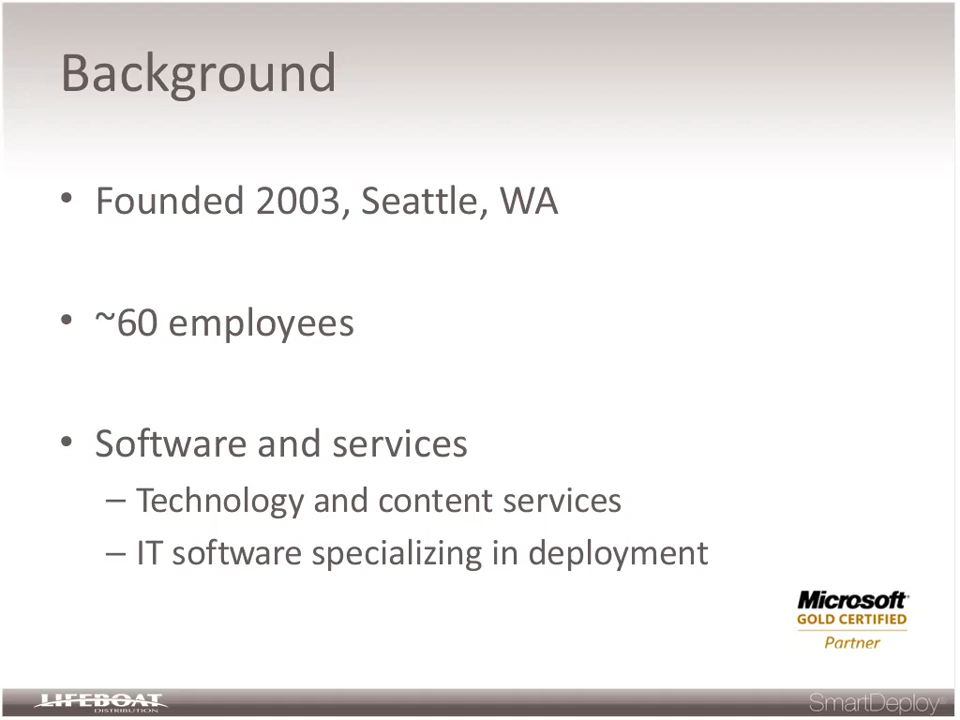 Background
• Founded 2003, Seattle, WA
• ~60 employees
• Software and services
– Technology and content services
– IT software specializing in deployment
Microsoft
GOLD CERTIFIED
Partner
LIFEBOAT
DISTRIBUTION
SmartDeploy